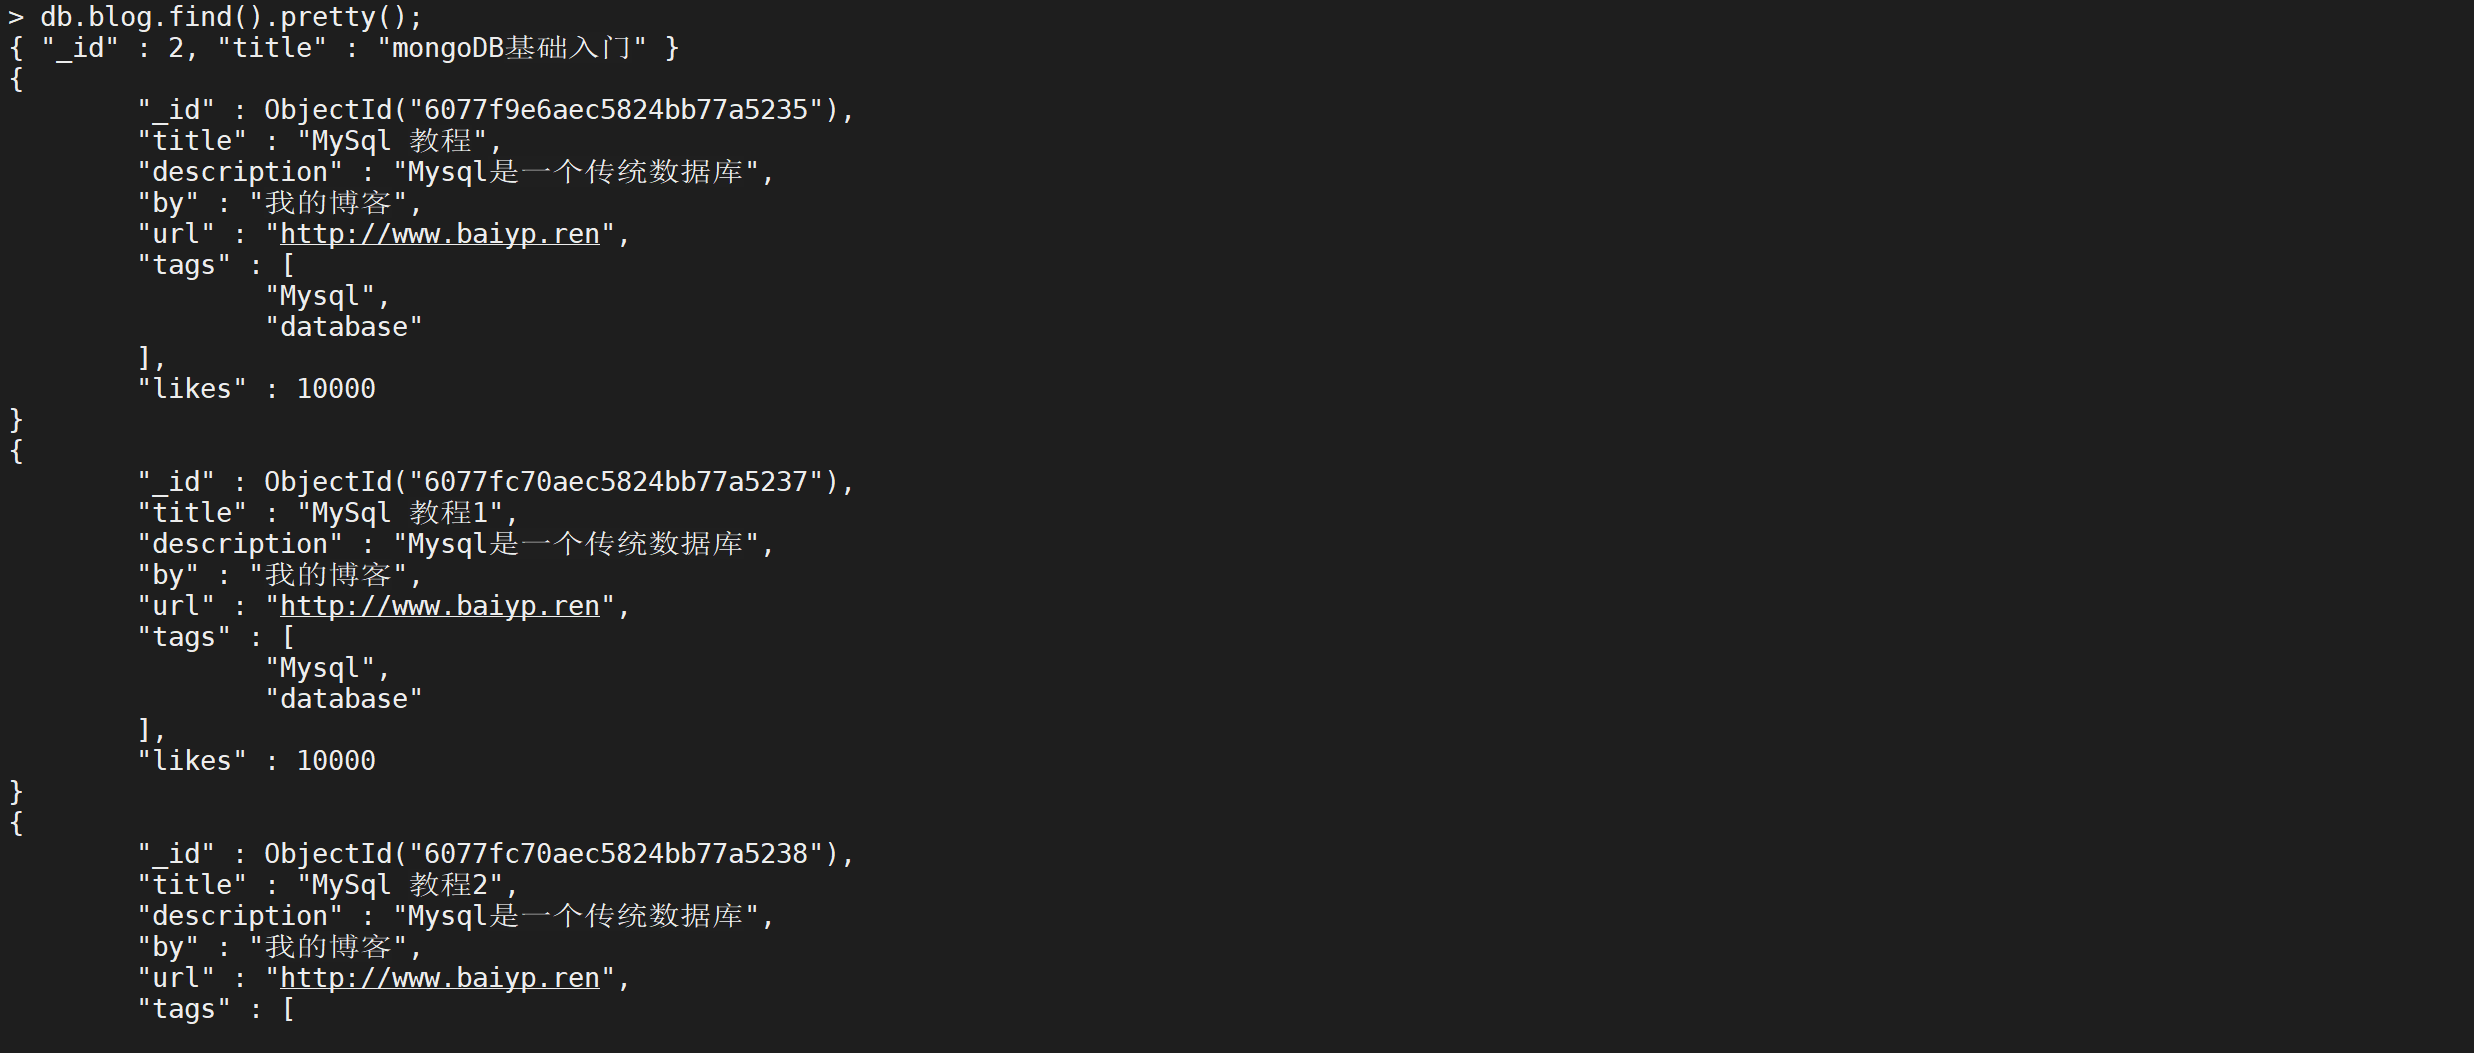 > db.blog.find().pretty();
{ "_id" : 2, "title" : "mongoDB基础入门" }
{
        "_id" : ObjectId("6077f9e6aec5824bb77a5235"),
        "title" : "MySql 教程",
        "description" : "Mysql是一个传统数据库",
        "by" : "我的博客",
        "url" : "http://www.baiyp.ren",
        "tags" : [
                "Mysql",
                "database"
        ],
        "likes" : 10000
}
{
        "_id" : ObjectId("6077fc70aec5824bb77a5237"),
        "title" : "MySql 教程1",
        "description" : "Mysql是一个传统数据库",
        "by" : "我的博客",
        "url" : "http://www.baiyp.ren",
        "tags" : [
                "Mysql",
                "database"
        ],
        "likes" : 10000
}
{
        "_id" : ObjectId("6077fc70aec5824bb77a5238"),
        "title" : "MySql 教程2",
        "description" : "Mysql是一个传统数据库",
        "by" : "我的博客",
        "url" : "http://www.baiyp.ren",
        "tags" : [